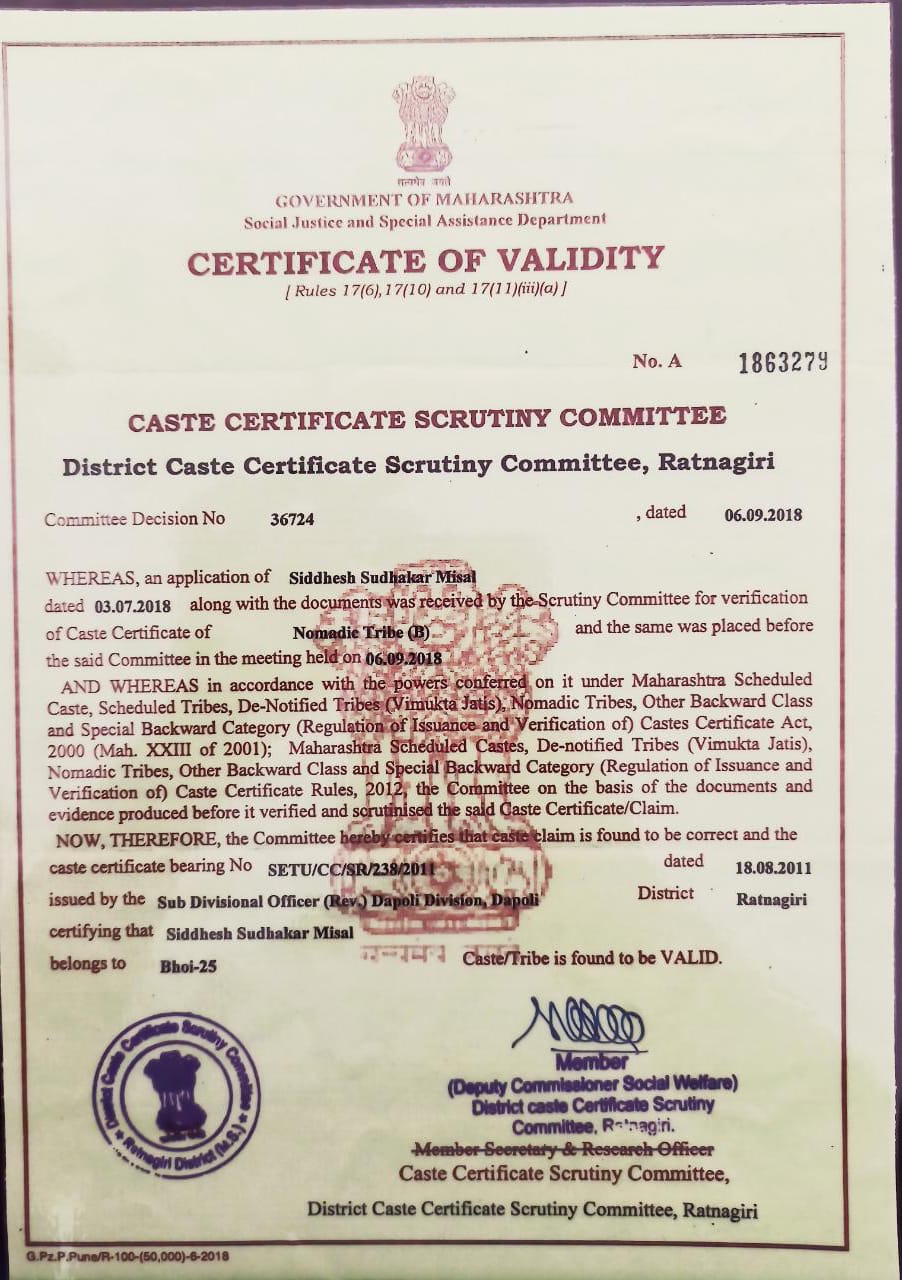 सत्यमेव जयते
GOVERNMENT OF MAHARASHTRA
Social Justice and Special Assistance Department
CERTIFICATE OF VALIDITY
[ Rules 17(6), 17(10) and 17(11)(iii)(a) ]
No. A 1863279
CASTE CERTIFICATE SCRUTINY COMMITTEE
District Caste Certificate Scrutiny Committee, Ratnagiri
Committee Decision No 36724 , dated 06.09.2018
WHEREAS, an application of Siddhesh Sudhakar Misal
dated 03.07.2018 along with the documents was received by the Scrutiny Committee for verification
of Caste Certificate of Nomadic Tribe (B) and the same was placed before
the said Committee in the meeting held on 06.09.2018
AND WHEREAS in accordance with the powers conferred on it under Maharashtra Scheduled
Caste, Scheduled Tribes, De-Notified Tribes (Vimukta Jatis), Nomadic Tribes, Other Backward Class
and Special Backward Category (Regulation of Issuance and Verification of) Castes Certificate Act,
2000 (Mah. XXIII of 2001); Maharashtra Scheduled Castes, De-notified Tribes (Vimukta Jatis),
Nomadic Tribes, Other Backward Class and Special Backward Category (Regulation of Issuance and
Verification of) Caste Certificate Rules, 2012, the Committee on the basis of the documents and
evidence produced before it verified and scrutinised the said Caste Certificate/Claim.
NOW, THEREFORE, the Committee hereby certifies that caste claim is found to be correct and the
caste certificate bearing No SETU/CC/SR/238/2011 dated 18.08.2011
issued by the Sub Divisional Officer (Rev.) Dapoli Division, Dapoli District Ratnagiri
certifying that Siddhesh Sudhakar Misal
belongs to Bhoi-25 Caste/Tribe is found to be VALID.
District Caste Certificate Scrutiny Committee
Ratnagiri District (M.S.)
Member
(Deputy Commissioner Social Welfare)
District caste Certificate Scrutiny
Committee, Ratnagiri.
Member Secretary & Research Officer
Caste Certificate Scrutiny Committee,
District Caste Certificate Scrutiny Committee, Ratnagiri
G.Pz.P.Pune/R-100-(50,000)-6-2018